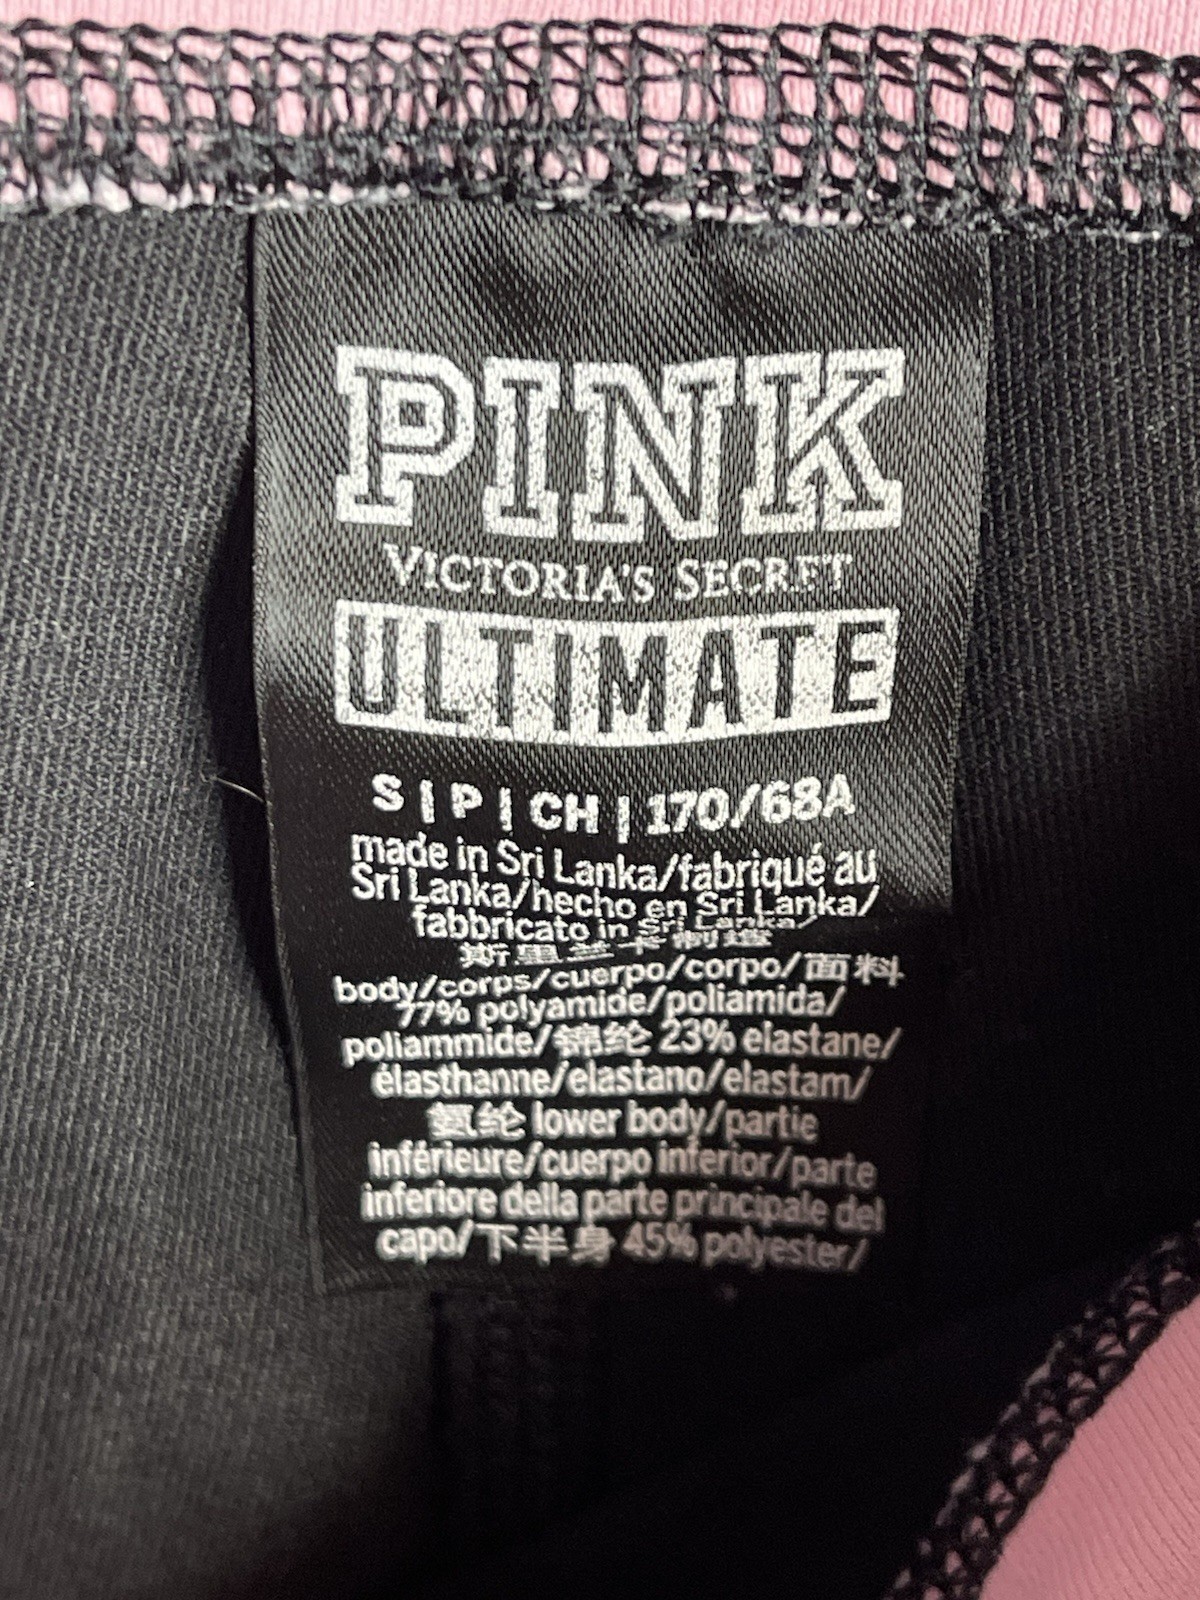 PINK
VICTORIA'S SECRET
ULTIMATE
S | P | CH | 170/68A
made in Sri Lanka/fabriqué au
Sri Lanka/hecho en Sri Lanka/
fabbricato in Sri Lanka/
斯里兰卡制造
body/corps/cuerpo/corpo/面料
77% polyamide/poliamida/
poliammide/锦纶 23% elastane/
élasthanne/elastano/elastam/
氨纶 lower body/partie
inférieure/cuerpo inferior/parte
inferiore della parte principale del
capo/下半身 45% polyester/